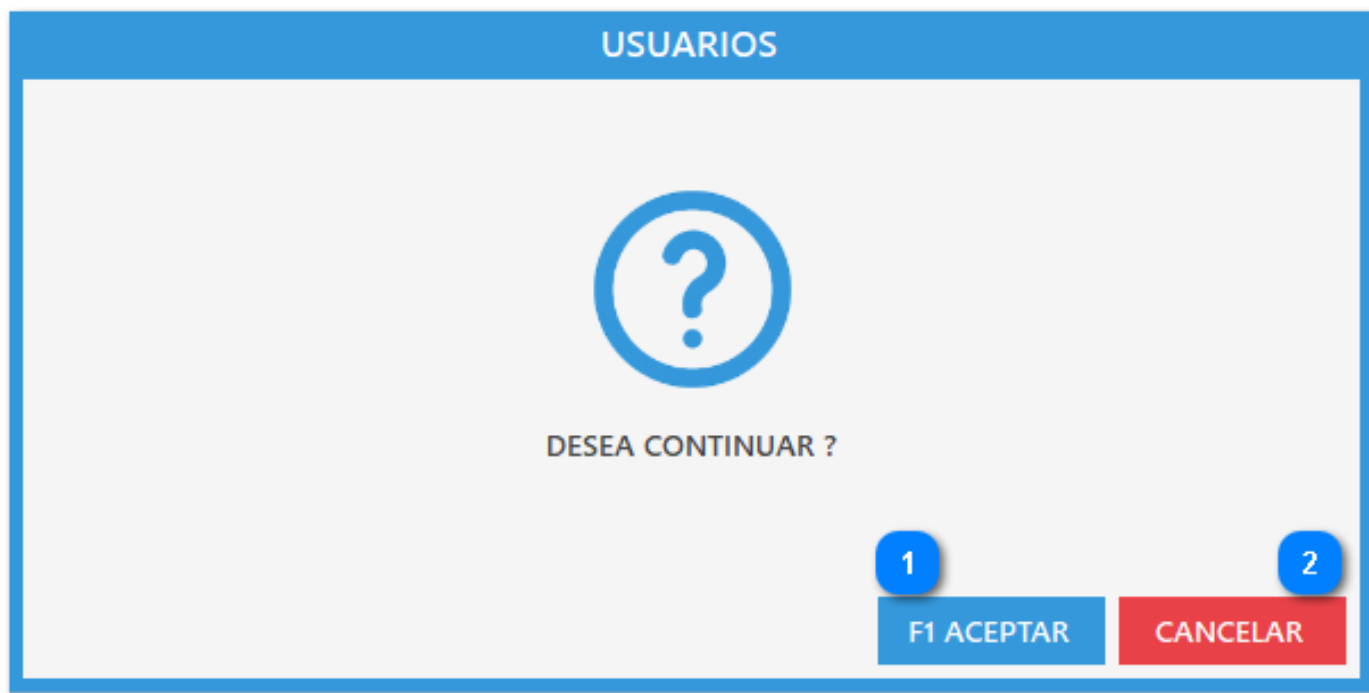 USUARIOS
?
DESEA CONTINUAR ?
1
2
F1 ACEPTAR
CANCELAR